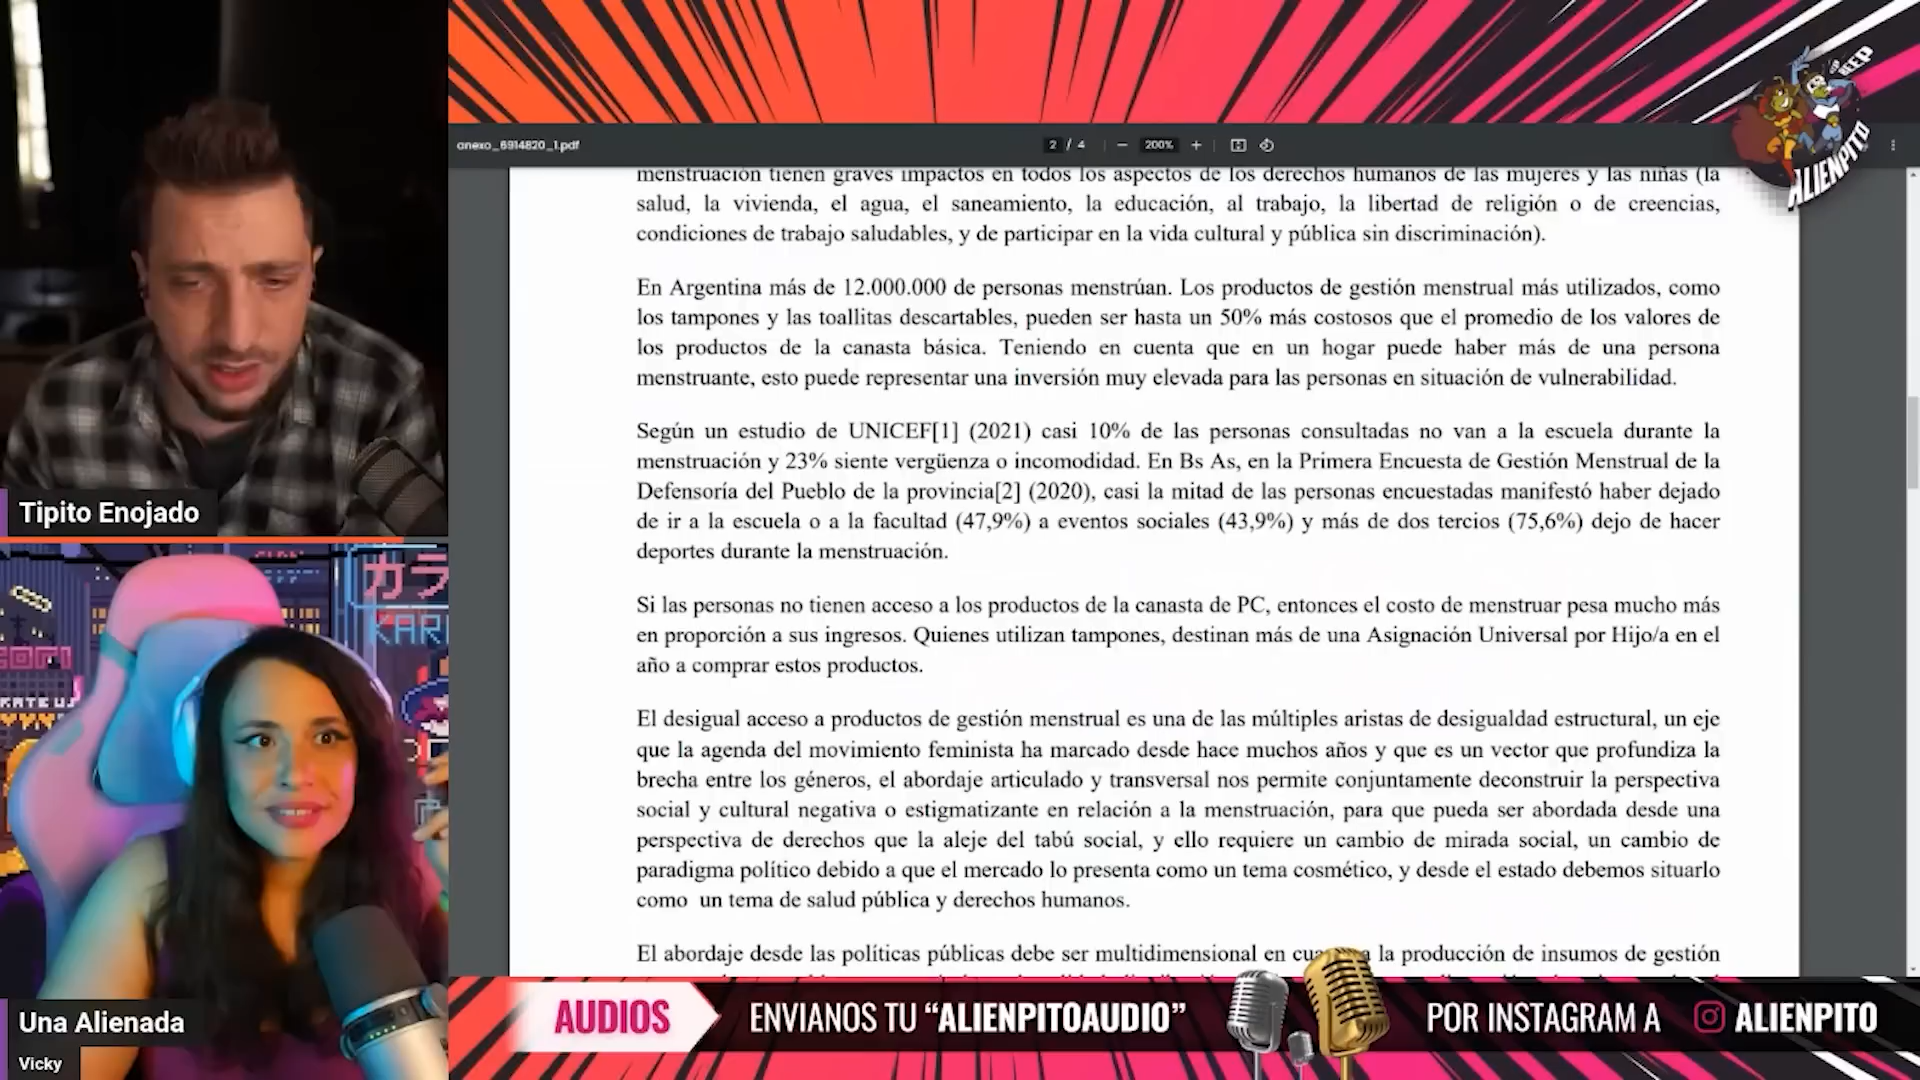 anexo_6914820_1.pdf
2 / 4
200%
BEEP
ALIENPITO
menstruación tienen graves impactos en todos los aspectos de los derechos humanos de las mujeres y las niñas (la
salud, la vivienda, el agua, el saneamiento, la educación, al trabajo, la libertad de religión o de creencias,
condiciones de trabajo saludables, y de participar en la vida cultural y pública sin discriminación).
En Argentina más de 12.000.000 de personas menstrúan. Los productos de gestión menstrual más utilizados, como
los tampones y las toallitas descartables, pueden ser hasta un 50% más costosos que el promedio de los valores de
los productos de la canasta básica. Teniendo en cuenta que en un hogar puede haber más de una persona
menstruante, esto puede representar una inversión muy elevada para las personas en situación de vulnerabilidad.
Según un estudio de UNICEF[1] (2021) casi 10% de las personas consultadas no van a la escuela durante la
menstruación y 23% siente vergüenza o incomodidad. En Bs As, en la Primera Encuesta de Gestión Menstrual de la
Defensoría del Pueblo de la provincia[2] (2020), casi la mitad de las personas encuestadas manifestó haber dejado
de ir a la escuela o a la facultad (47,9%) a eventos sociales (43,9%) y más de dos tercios (75,6%) dejo de hacer
deportes durante la menstruación.
Si las personas no tienen acceso a los productos de la canasta de PC, entonces el costo de menstruar pesa mucho más
en proporción a sus ingresos. Quienes utilizan tampones, destinan más de una Asignación Universal por Hijo/a en el
año a comprar estos productos.
El desigual acceso a productos de gestión menstrual es una de las múltiples aristas de desigualdad estructural, un eje
que la agenda del movimiento feminista ha marcado desde hace muchos años y que es un vector que profundiza la
brecha entre los géneros, el abordaje articulado y transversal nos permite conjuntamente deconstruir la perspectiva
social y cultural negativa o estigmatizante en relación a la menstruación, para que pueda ser abordada desde una
perspectiva de derechos que la aleje del tabú social, y ello requiere un cambio de mirada social, un cambio de
paradigma político debido a que el mercado lo presenta como un tema cosmético, y desde el estado debemos situarlo
como un tema de salud pública y derechos humanos.
El abordaje desde las políticas públicas debe ser multidimensional en a la producción de insumos de gestión
Tipito Enojado
カラ
KAR
Una Alienada
Vicky
AUDIOS
ENVIANOS TU “ALIENPITOAUDIO”
POR INSTAGRAM A ALIENPITO